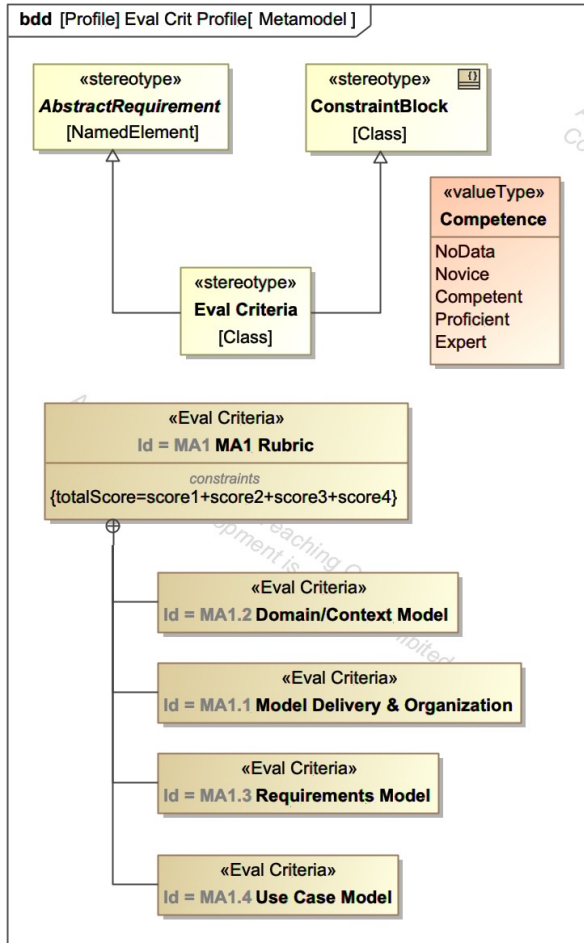 bdd [Profile] Eval Crit Profile[ Metamodel ]
«stereotype»
AbstractRequirement
[NamedElement]
«stereotype»
{}
ConstraintBlock
[Class]
«valueType»
Competence
NoData
Novice
Competent
Proficient
Expert
«stereotype»
Eval Criteria
[Class]
«Eval Criteria»
Id = MA1 MA1 Rubric
constraints
{totalScore=score1+score2+score3+score4}
«Eval Criteria»
Id = MA1.2 Domain/Context Model
«Eval Criteria»
Id = MA1.1 Model Delivery & Organization
«Eval Criteria»
Id = MA1.3 Requirements Model
«Eval Criteria»
Id = MA1.4 Use Case Model